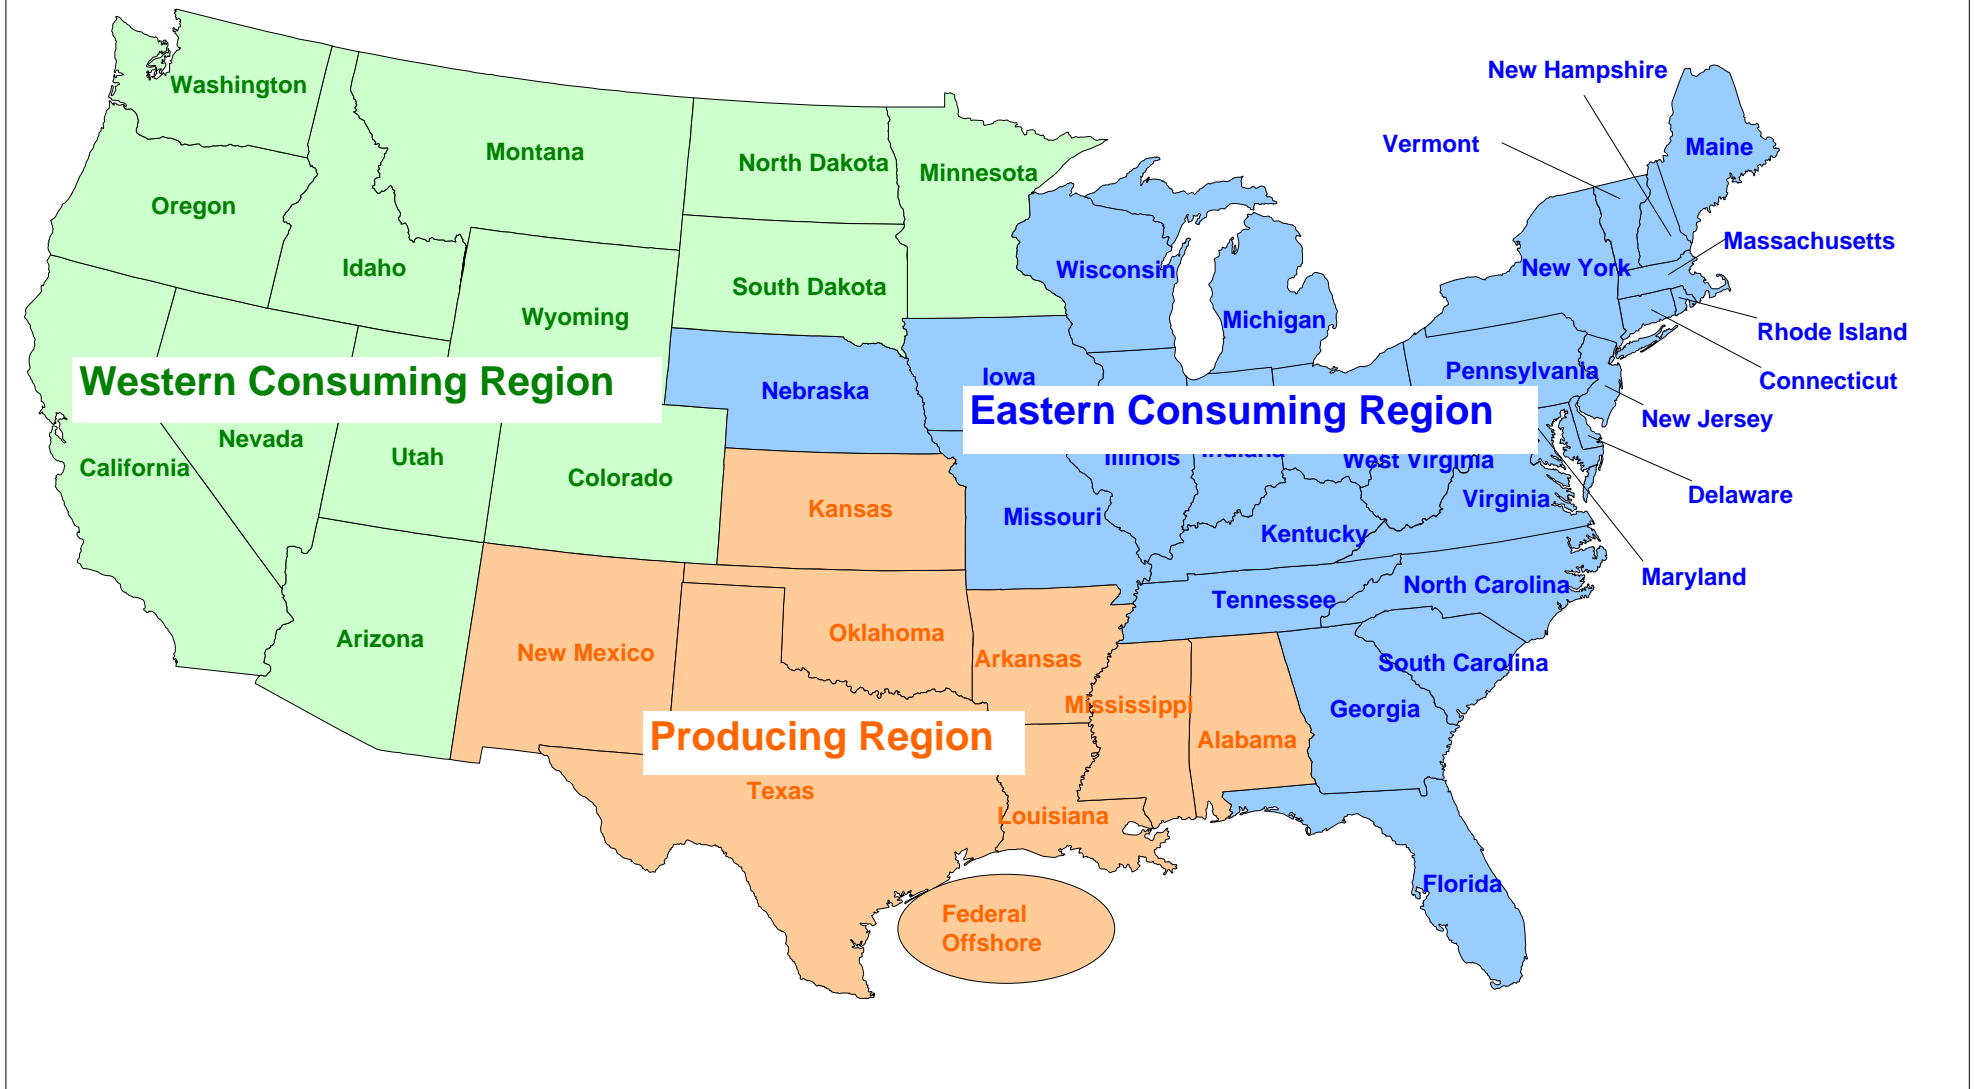 New Hampshire
Washington
Vermont
Maine
Montana
North Dakota
Minnesota
Oregon
Massachusetts
Idaho
Wisconsin
New York
South Dakota
Wyoming
Michigan
Rhode Island
Western Consuming Region
Nebraska
Iowa
Pennsylvania
Connecticut
Eastern Consuming Region
New Jersey
Nevada
Utah
California
Colorado
Illinois
Indiana
West Virginia
Virginia
Delaware
Kansas
Missouri
Kentucky
Maryland
North Carolina
Tennessee
Arizona
New Mexico
Oklahoma
Arkansas
South Carolina
Mississippi
Georgia
Producing Region
Alabama
Texas
Louisiana
Florida
Federal
Offshore